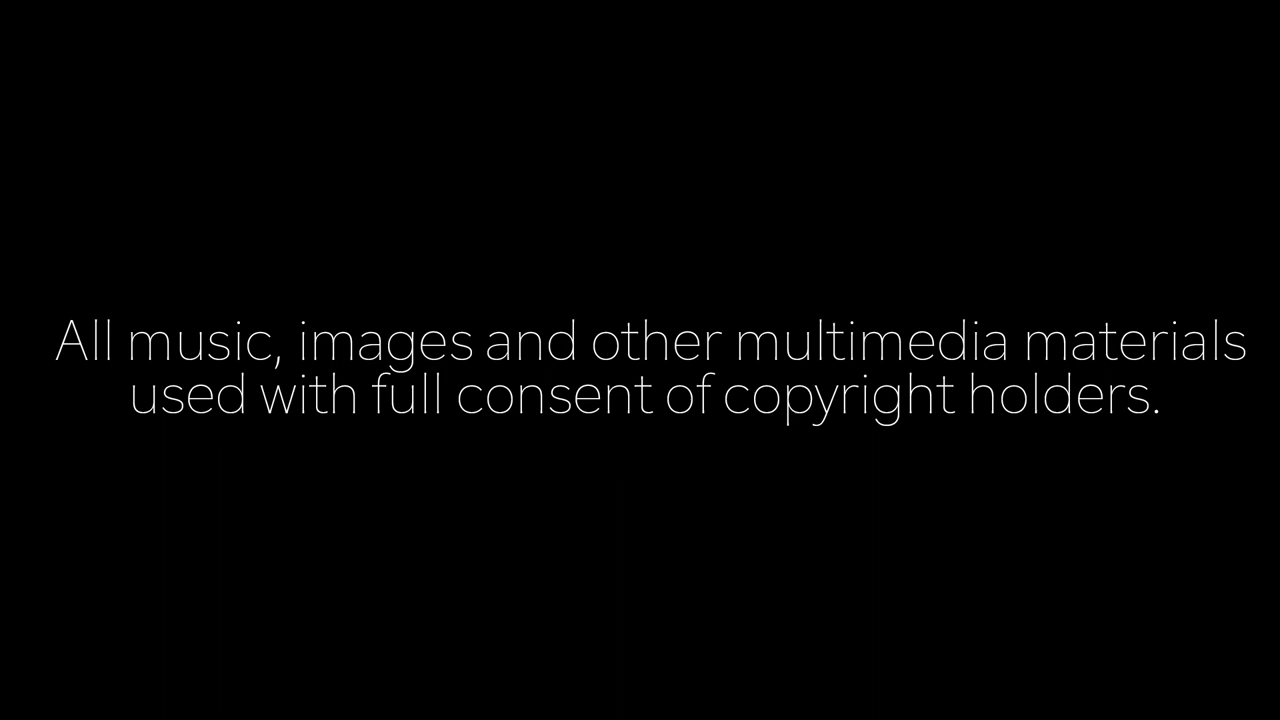 All music, images and other multimedia materials
used with full consent of copyright holders.